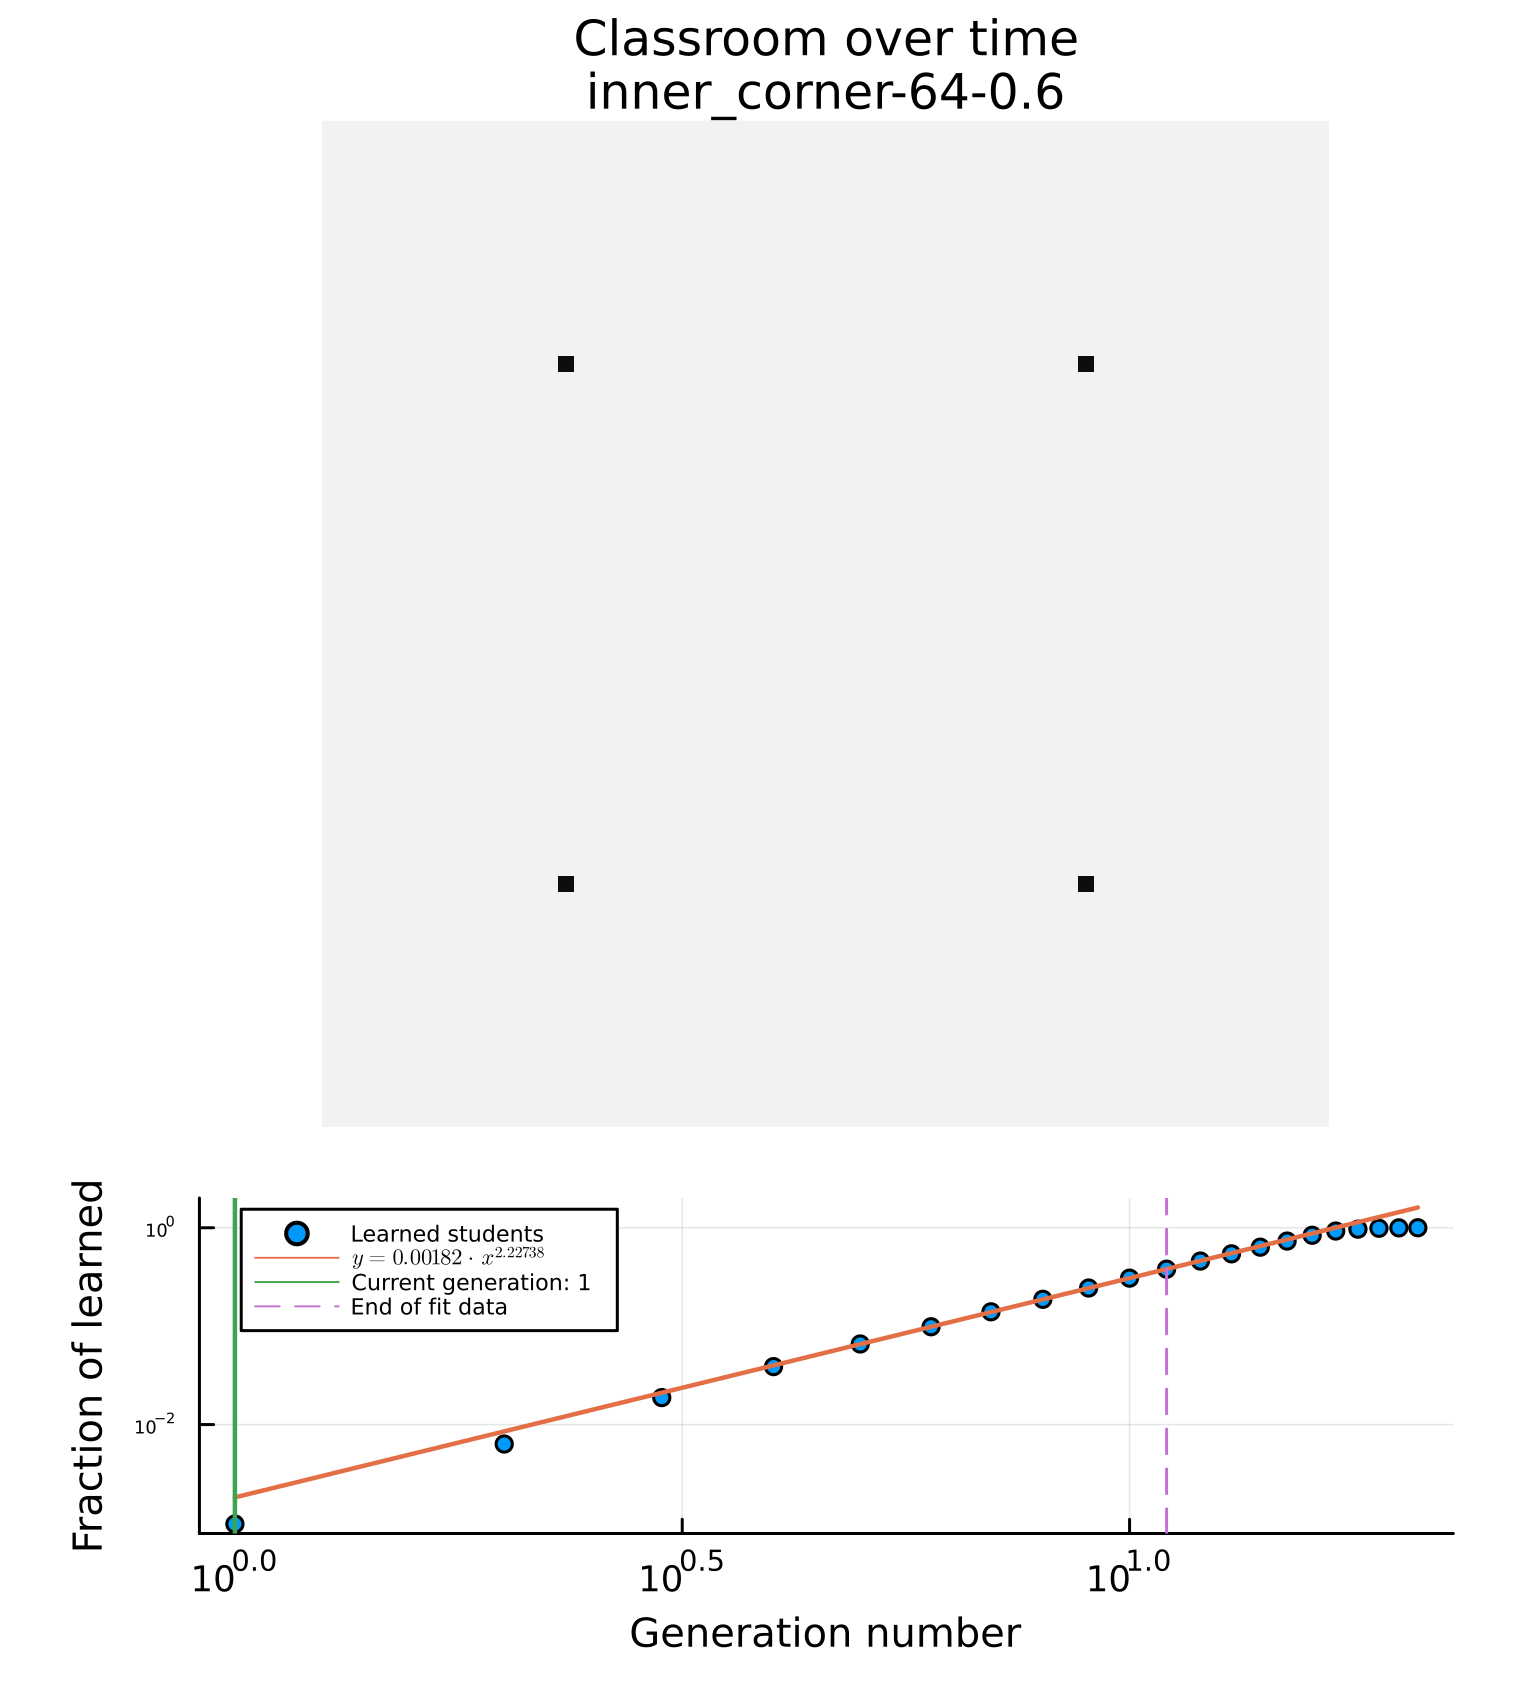 Classroom over time
inner_corner-64-0.6
Fraction of learned
10^0
10^−2
Learned students
y = 0.00182 · x^2.22738
Current generation: 1
End of fit data
10^0.0
10^0.5
10^1.0
Generation number